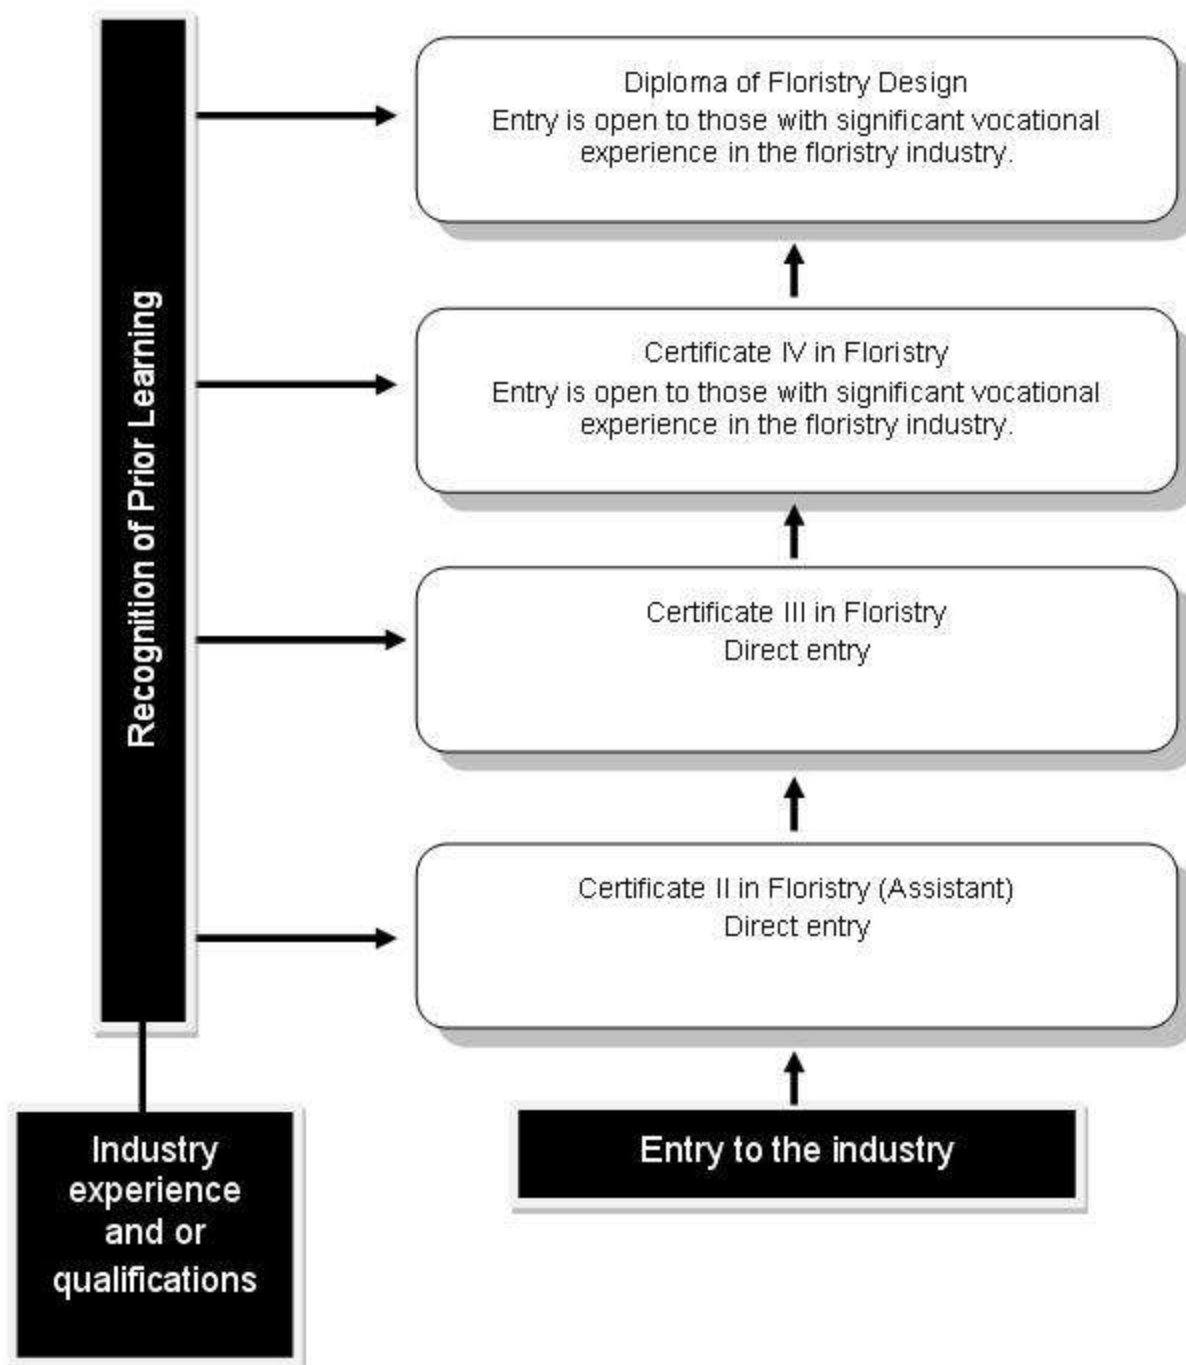 Diploma of Floristry Design
Entry is open to those with significant vocational
experience in the floristry industry.
Certificate IV in Floristry
Entry is open to those with significant vocational
experience in the floristry industry.
Recognition of Prior Learning
Certificate III in Floristry
Direct entry
Certificate II in Floristry (Assistant)
Direct entry
Industry
experience
and or
qualifications
Entry to the industry